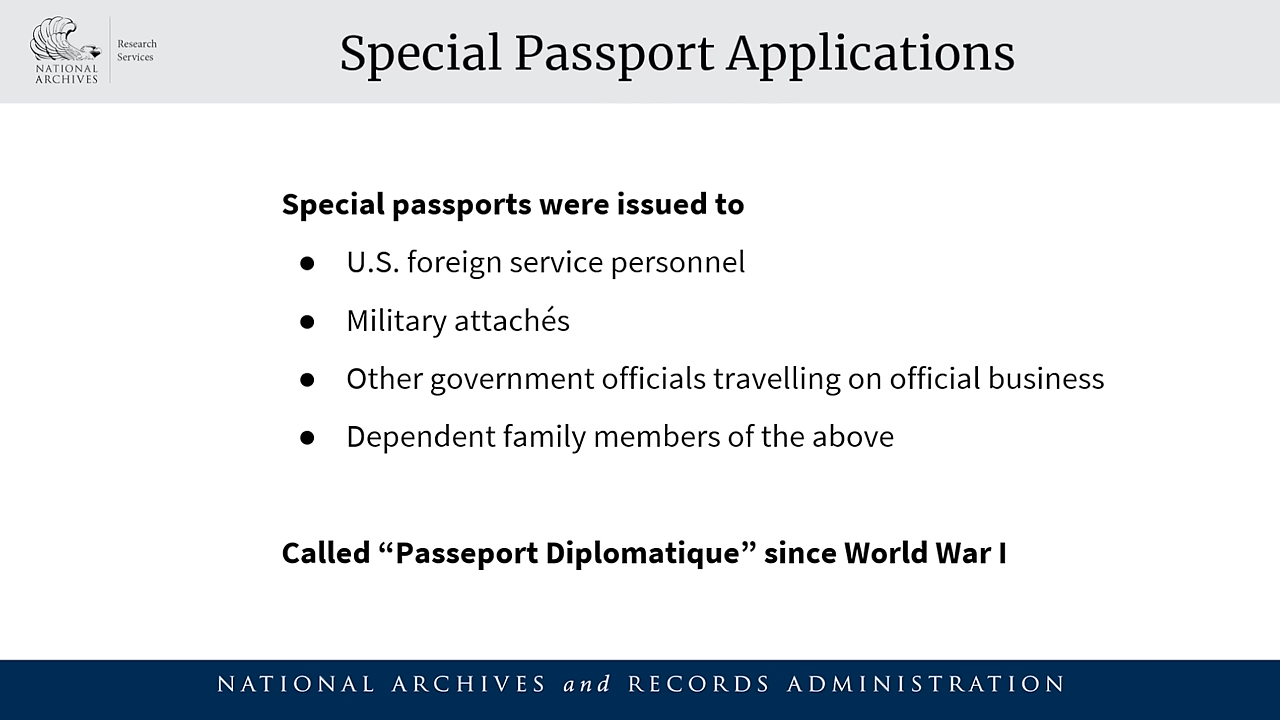 NATIONAL
ARCHIVES
Research
Services
Special Passport Applications
Special passports were issued to
● U.S. foreign service personnel
● Military attachés
● Other government officials travelling on official business
● Dependent family members of the above
Called “Passeport Diplomatique” since World War I
NATIONAL ARCHIVES and RECORDS ADMINISTRATION